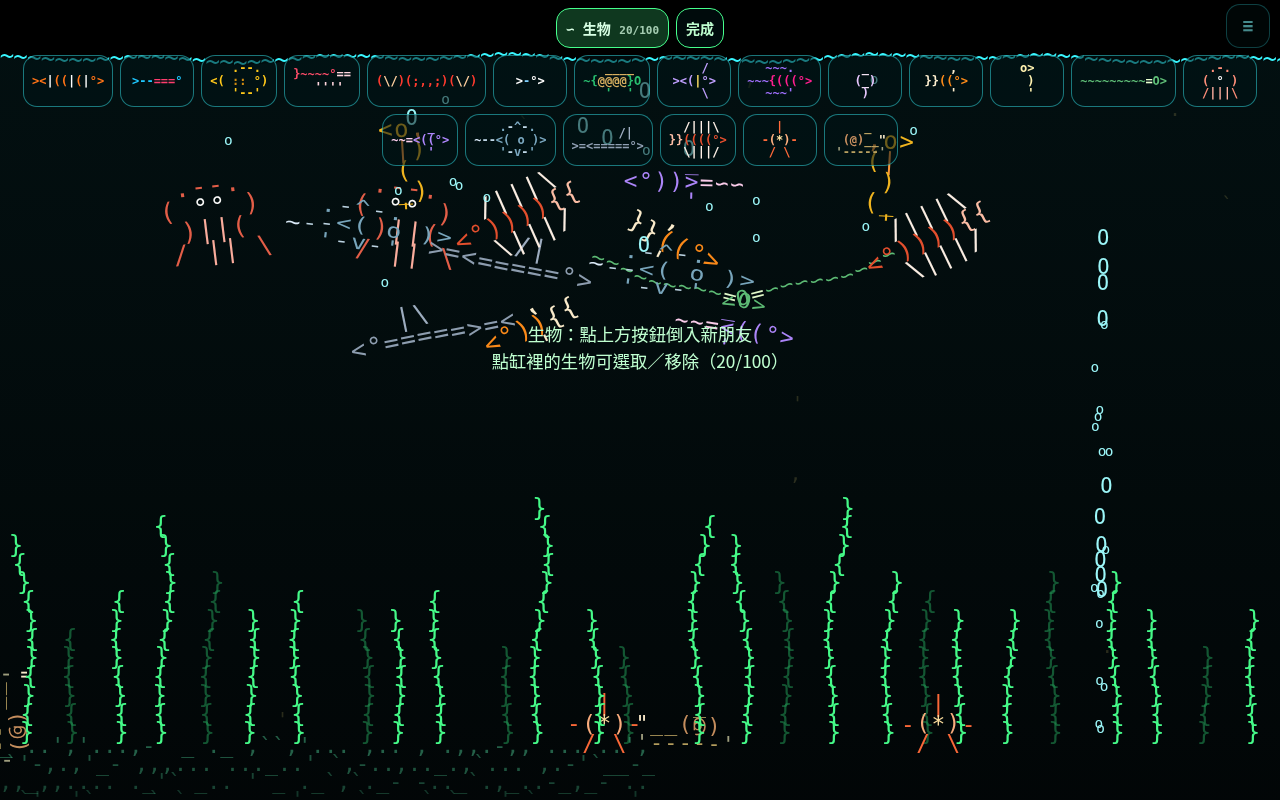 ~ 生物 20/100
完成
☰
生物：點上方按鈕倒入新朋友
點缸裡的生物可選取／移除（20/100）